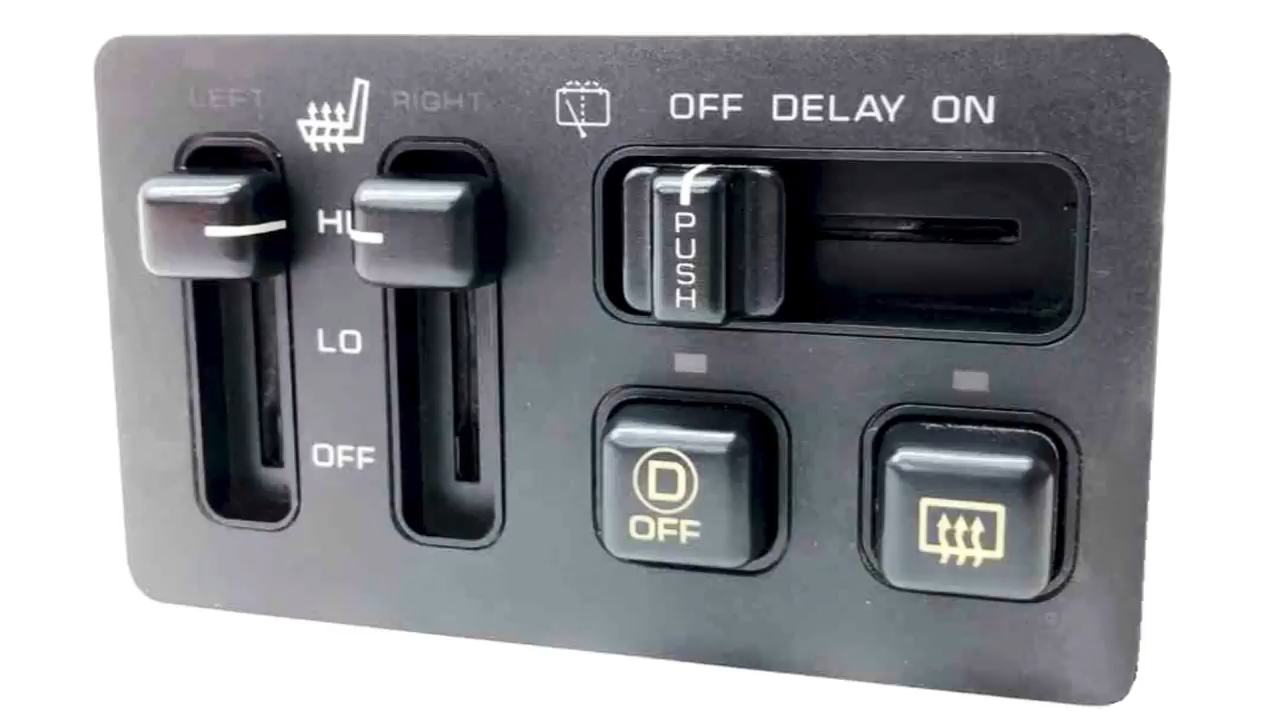 LEFT RIGHT
OFF DELAY ON
HI
LO
OFF
PUSH
D
OFF